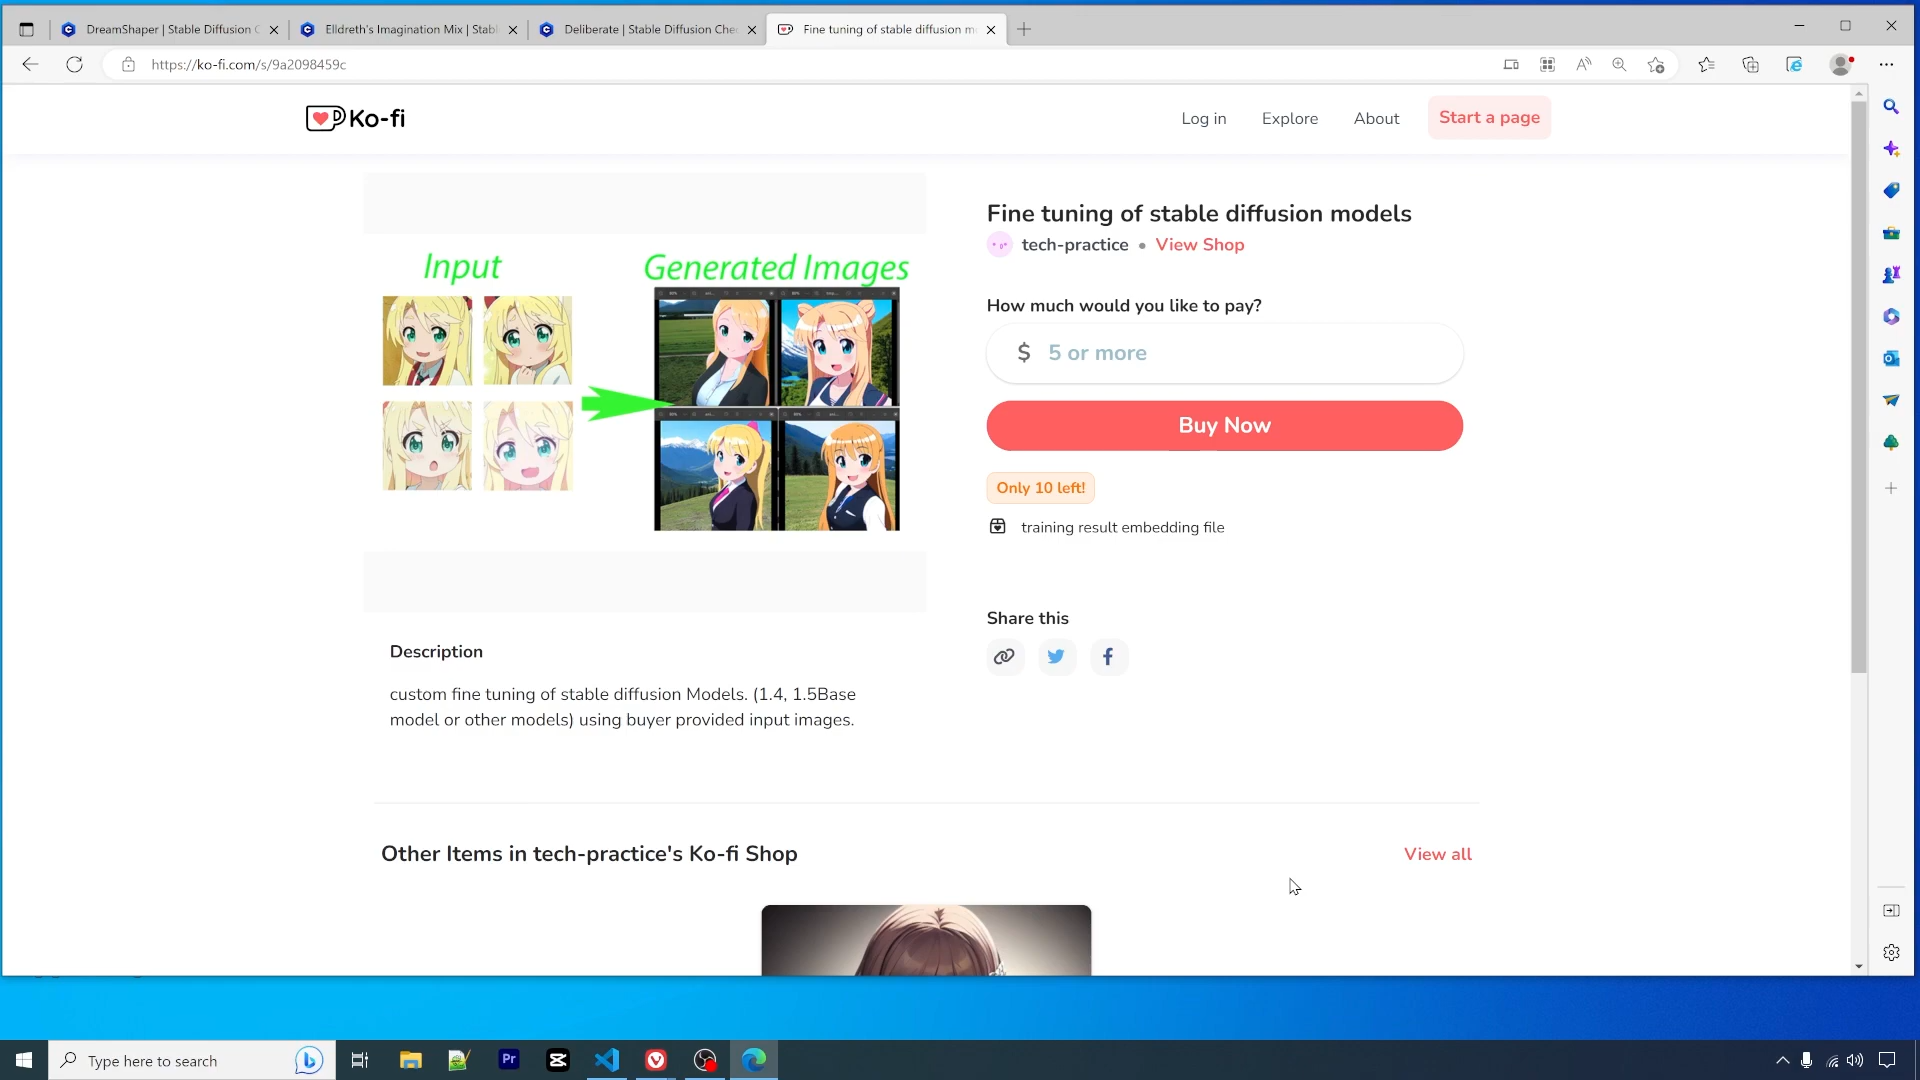 DreamShaper | Stable Diffusion C
Elldreth's Imagination Mix | Stabl
Deliberate | Stable Diffusion Chec
Fine tuning of stable diffusion m
https://ko-fi.com/s/9a2098459c
Ko-fi
Log in
Explore
About
Start a page
Input
Generated Images
Fine tuning of stable diffusion models
tech-practice • View Shop
How much would you like to pay?
$ 5 or more
Buy Now
Only 10 left!
training result embedding file
Share this
Description
custom fine tuning of stable diffusion Models. (1.4, 1.5Base
model or other models) using buyer provided input images.
Other Items in tech-practice's Ko-fi Shop
View all
Type here to search
Pr